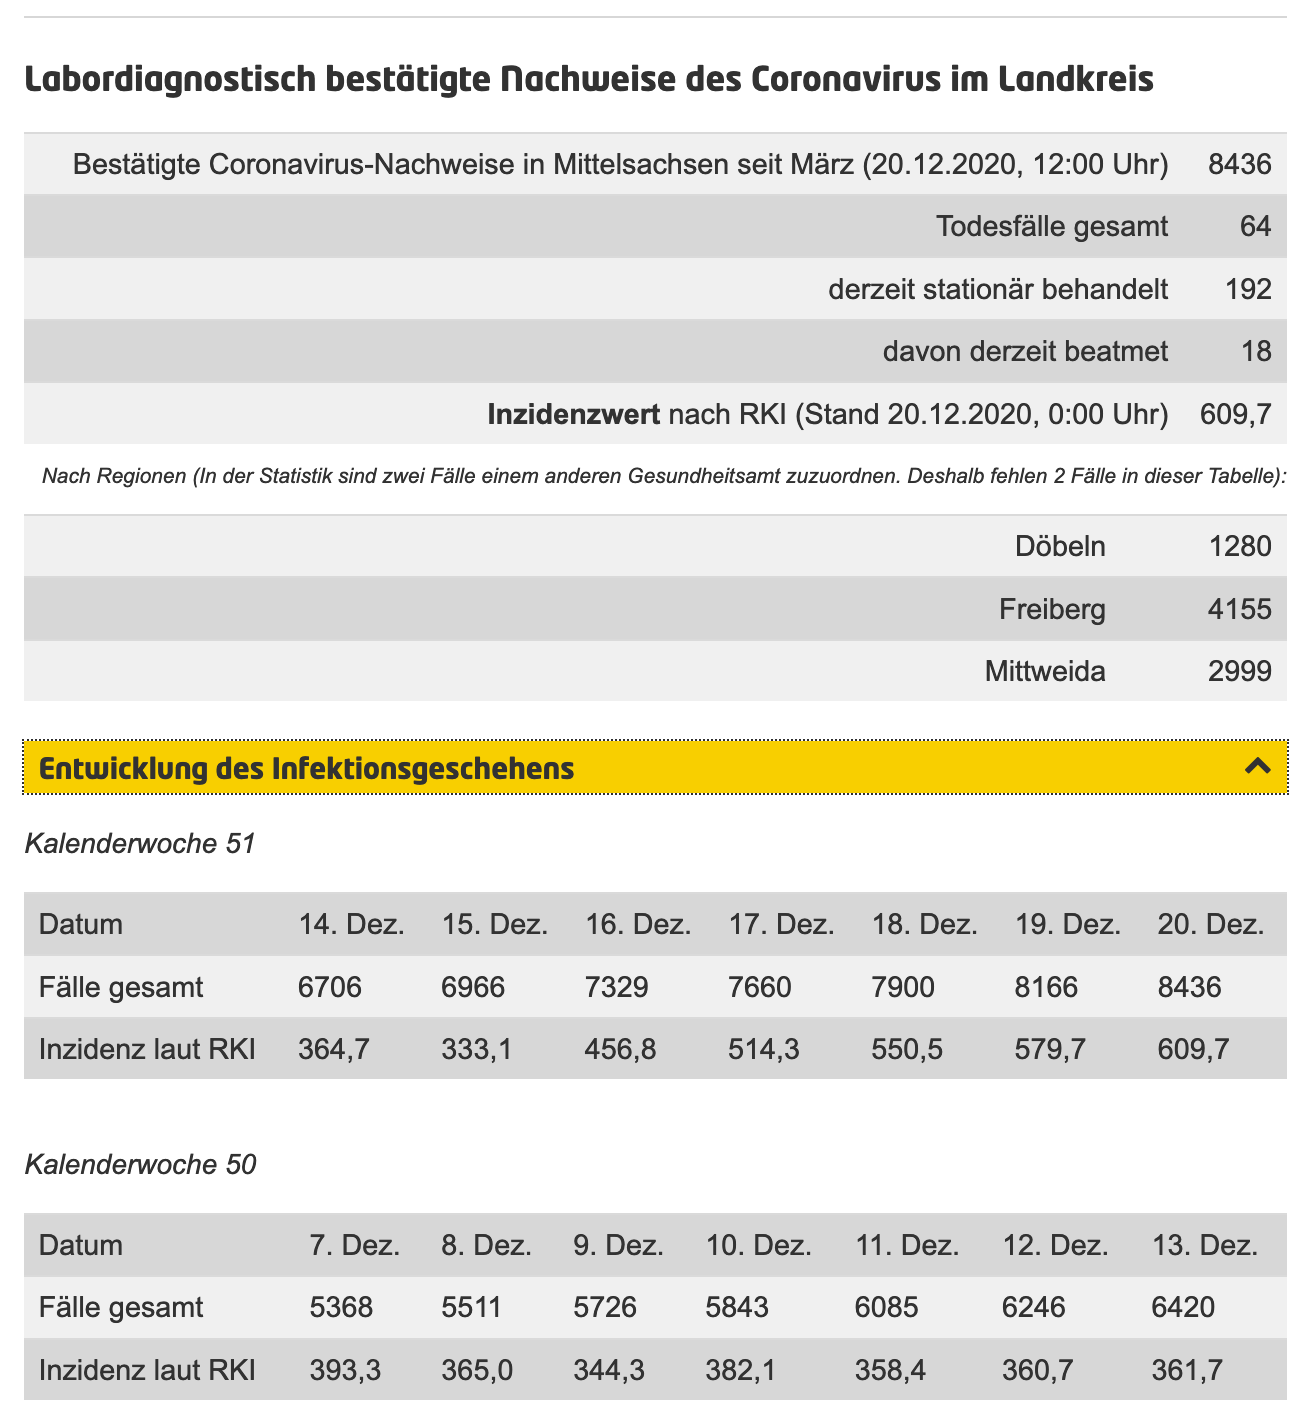 Labordiagnostisch bestätigte Nachweise des Coronavirus im Landkreis
Bestätigte Coronavirus-Nachweise in Mittelsachsen seit März (20.12.2020, 12:00 Uhr) 8436
Todesfälle gesamt 64
derzeit stationär behandelt 192
davon derzeit beatmet 18
Inzidenzwert nach RKI (Stand 20.12.2020, 0:00 Uhr) 609,7
Nach Regionen (In der Statistik sind zwei Fälle einem anderen Gesundheitsamt zuzuordnen. Deshalb fehlen 2 Fälle in dieser Tabelle):
Döbeln 1280
Freiberg 4155
Mittweida 2999
Entwicklung des Infektionsgeschehens
Kalenderwoche 51
Datum 14. Dez. 15. Dez. 16. Dez. 17. Dez. 18. Dez. 19. Dez. 20. Dez.
Fälle gesamt 6706 6966 7329 7660 7900 8166 8436
Inzidenz laut RKI 364,7 333,1 456,8 514,3 550,5 579,7 609,7
Kalenderwoche 50
Datum 7. Dez. 8. Dez. 9. Dez. 10. Dez. 11. Dez. 12. Dez. 13. Dez.
Fälle gesamt 5368 5511 5726 5843 6085 6246 6420
Inzidenz laut RKI 393,3 365,0 344,3 382,1 358,4 360,7 361,7